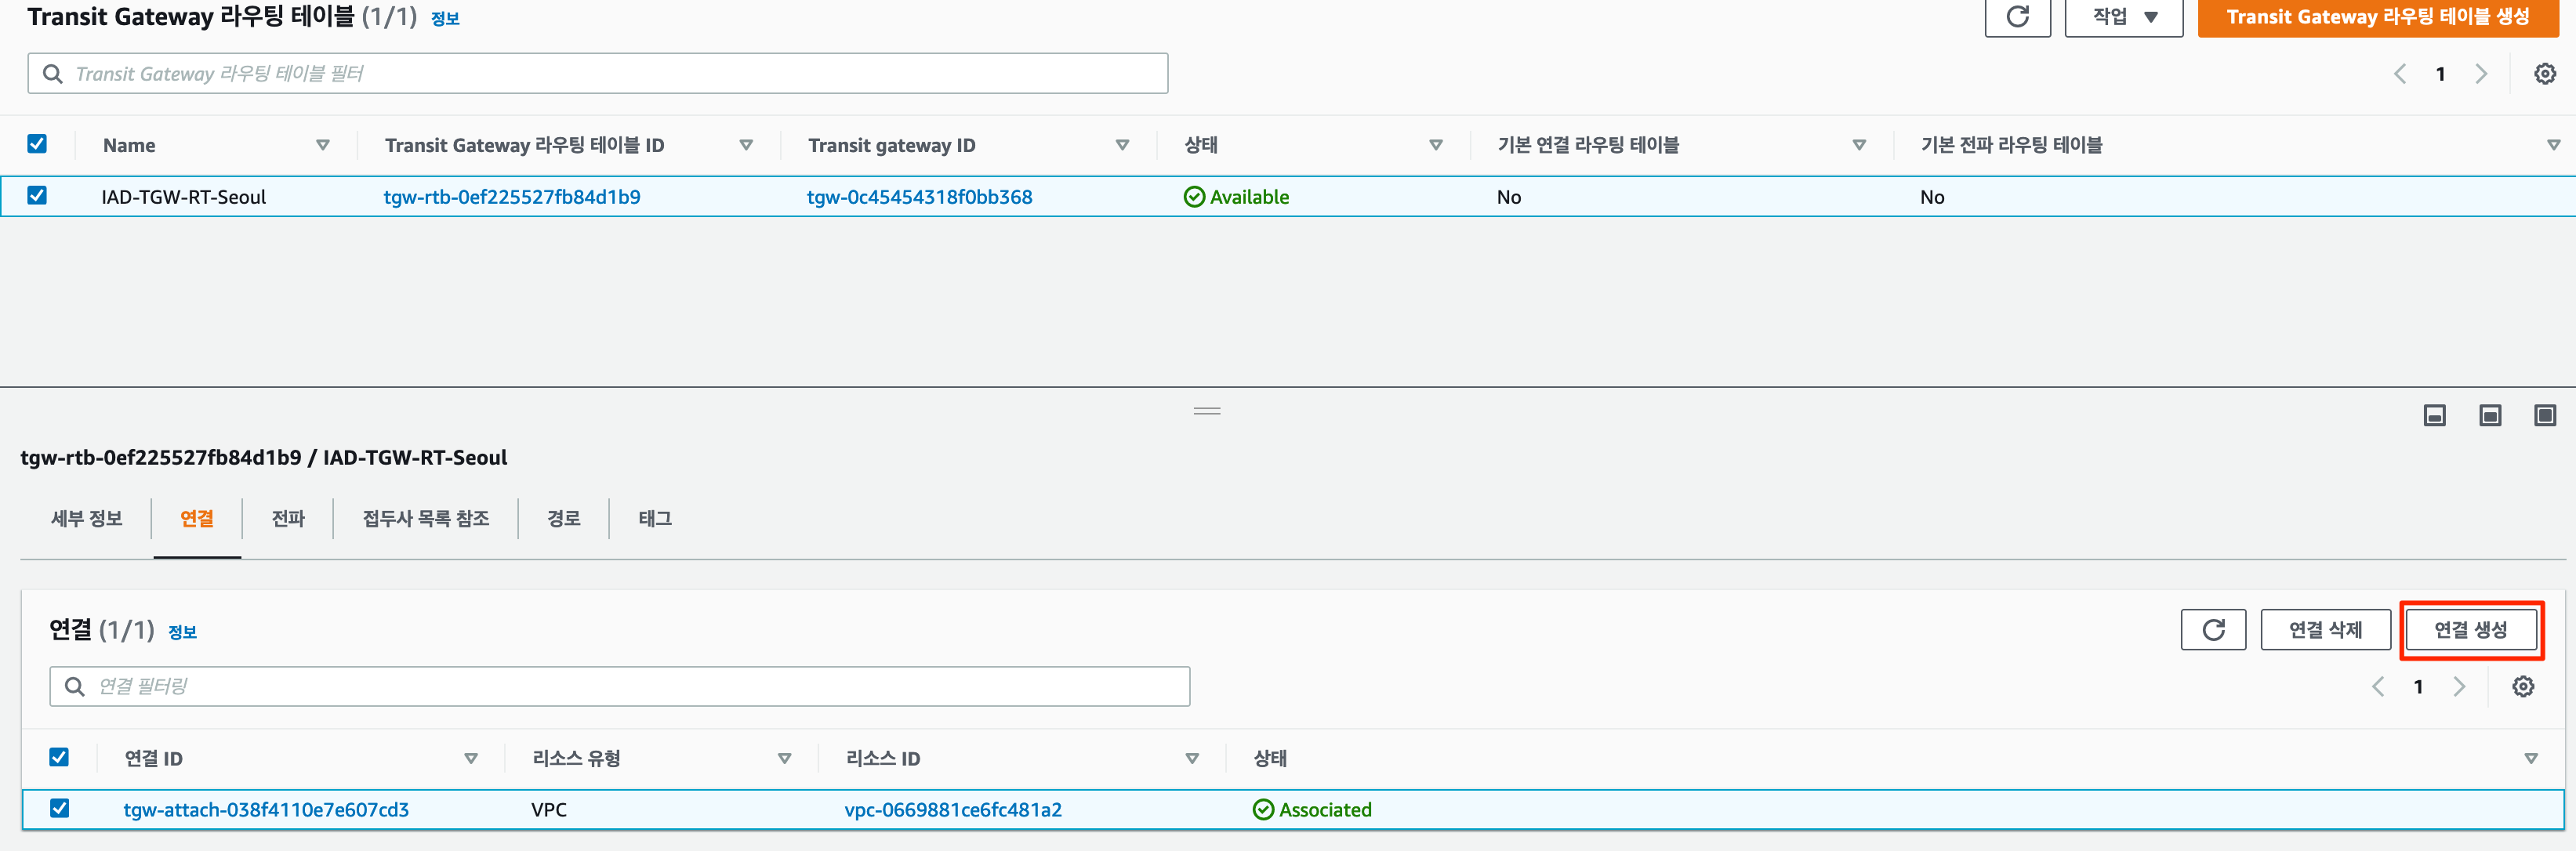 Transit Gateway 라우팅 테이블 (1/1) 정보
작업
Transit Gateway 라우팅 테이블 생성
Transit Gateway 라우팅 테이블 필터
1
Name Transit Gateway 라우팅 테이블 ID Transit gateway ID 상태 기본 연결 라우팅 테이블 기본 전파 라우팅 테이블
IAD-TGW-RT-Seoul tgw-rtb-0ef225527fb84d1b9 tgw-0c45454318f0bb368 Available No No
tgw-rtb-0ef225527fb84d1b9 / IAD-TGW-RT-Seoul
세부 정보 연결 전파 접두사 목록 참조 경로 태그
연결 (1/1) 정보
연결 삭제 연결 생성
연결 필터링
1
연결 ID 리소스 유형 리소스 ID 상태
tgw-attach-038f4110e7e607cd3 VPC vpc-0669881ce6fc481a2 Associated